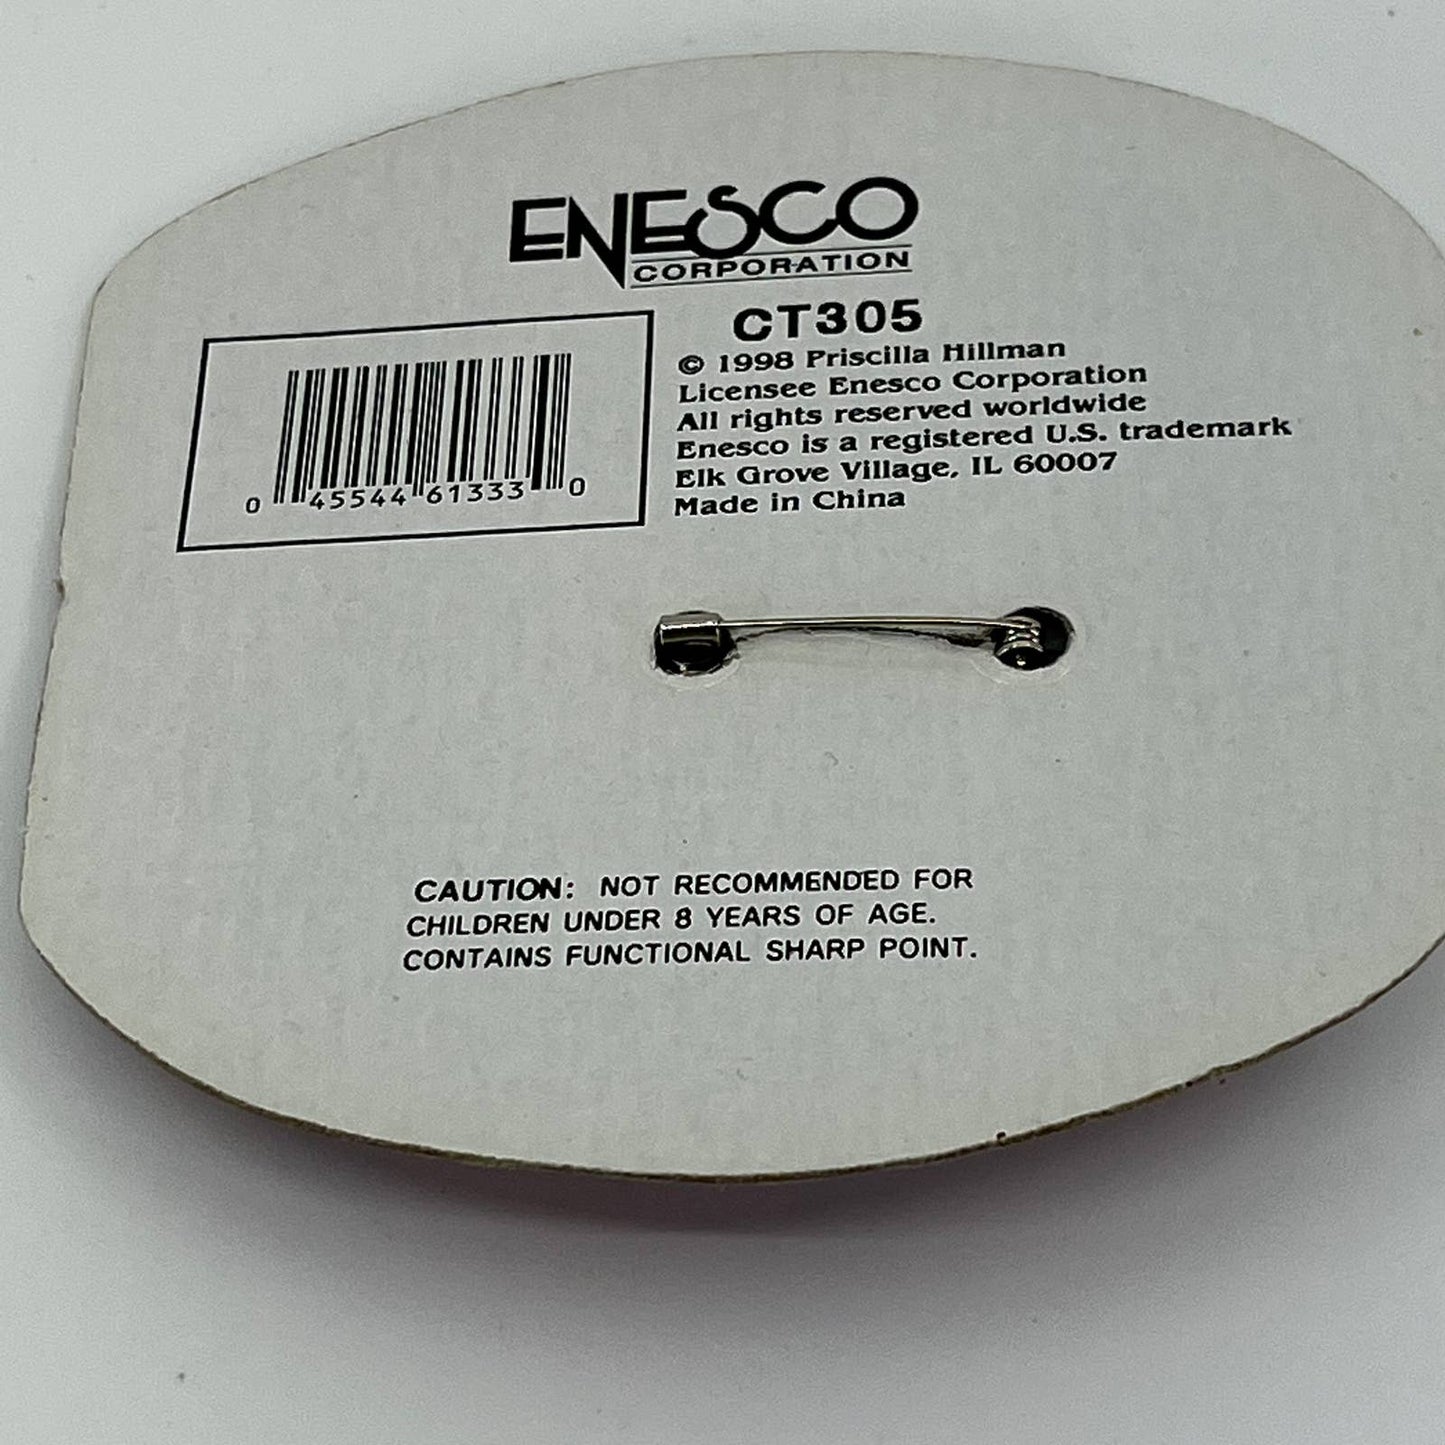 ENESCO
CORPORATION
CT305
© 1998 Priscilla Hillman
Licensee Enesco Corporation
All rights reserved worldwide
Enesco is a registered U.S. trademark
Elk Grove Village, IL 60007
Made in China
0 45544 61333 0
CAUTION: NOT RECOMMENDED FOR
CHILDREN UNDER 8 YEARS OF AGE.
CONTAINS FUNCTIONAL SHARP POINT.